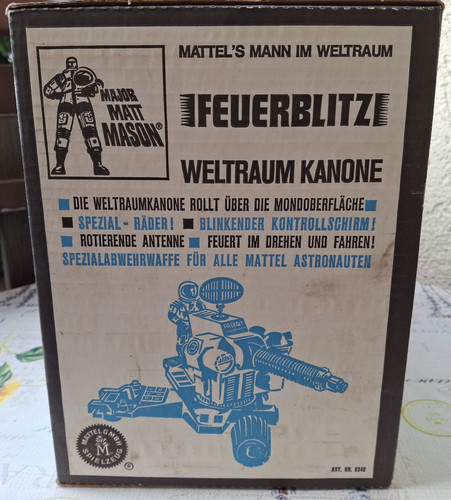 MATTEL'S MANN IM WELTRAUM
MAJOR
MATT
MASON®
FEUERBLITZ
WELTRAUM KANONE
DIE WELTRAUMKANONE ROLLT ÜBER DIE MONDOBERFLÄCHE
SPEZIAL - RÄDER! BLINKENDER KONTROLLSCHIRM!
ROTIERENDE ANTENNE FEUERT IM DREHEN UND FAHREN!
SPEZIALABWEHRWAFFE FÜR ALLE MATTEL ASTRONAUTEN
MATTEL GMBH
M
SPIELZEUG
®
ART. NR. 6340